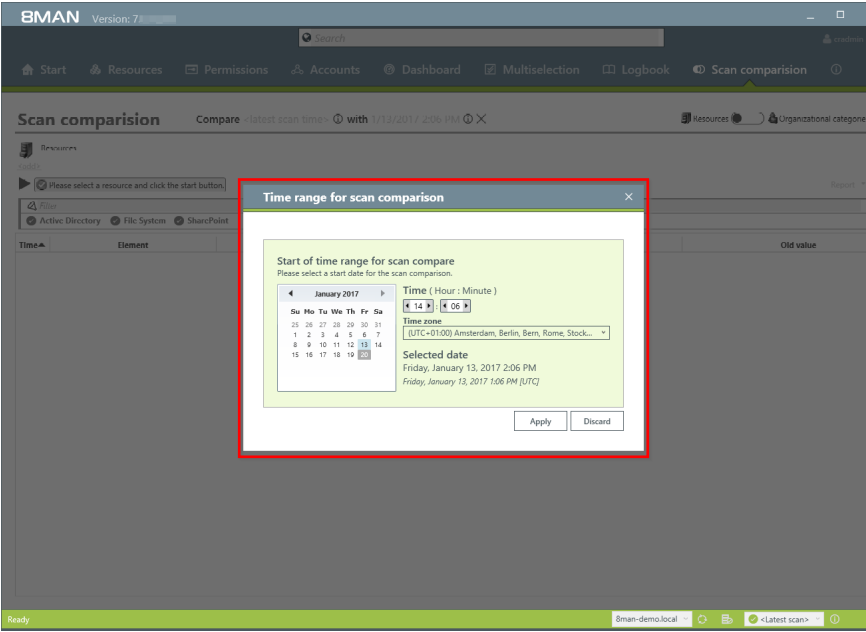 8MAN Version: 7.
Search
Start Resources Permissions Accounts Dashboard Multiselection Logbook Scan comparision
Scan comparision Compare <latest scan time> with 1/13/2017 2:06 PM Resources Organizational categorie
Resources
<add>
Please select a resource and click the start button. Report
Filter
Active Directory File System SharePoint
Time Element Old value
Time range for scan comparison
Start of time range for scan compare
Please select a start date for the scan comparison.
January 2017
Su Mo Tu We Th Fr Sa
25 26 27 28 29 30 31
1 2 3 4 5 6 7
8 9 10 11 12 13 14
15 16 17 18 19 20
Time ( Hour : Minute )
14 : 06
Time zone
(UTC+01:00) Amsterdam, Berlin, Bern, Rome, Stock...
Selected date
Friday, January 13, 2017 2:06 PM
Friday, January 13, 2017 1:06 PM [UTC]
Apply Discard
Ready 8man-demo.local <Latest scan>